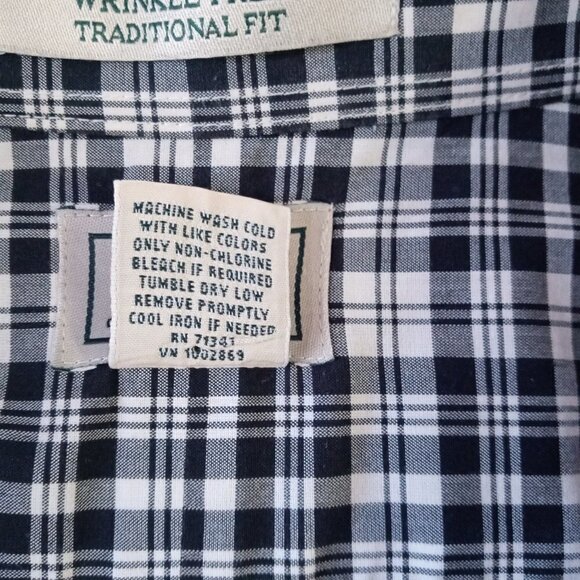 WRINKLE
TRADITIONAL FIT
MACHINE WASH COLD
WITH LIKE COLORS
ONLY NON-CHLORINE
BLEACH IF REQUIRED
TUMBLE DRY LOW
REMOVE PROMPTLY
COOL IRON IF NEEDED
RN 71341
VN 1002869